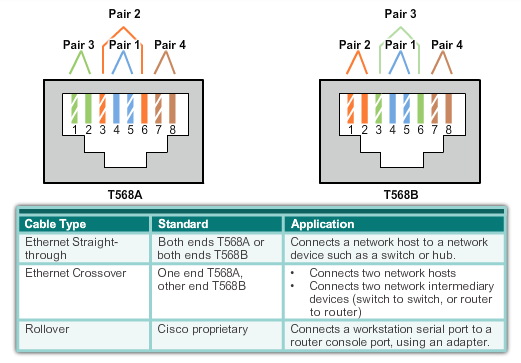 Pair 2
Pair 3 Pair 1 Pair 4
1 2 3 4 5 6 7 8
T568A
Pair 3
Pair 2 Pair 1 Pair 4
1 2 3 4 5 6 7 8
T568B
Cable Type Standard Application
Ethernet Straight-
through
Both ends T568A or
both ends T568B
Connects a network host to a network
device such as a switch or hub.
Ethernet Crossover
One end T568A,
other end T568B
• Connects two network hosts
• Connects two network intermediary
devices (switch to switch, or router
to router)
Rollover
Cisco proprietary
Connects a workstation serial port to a
router console port, using an adapter.